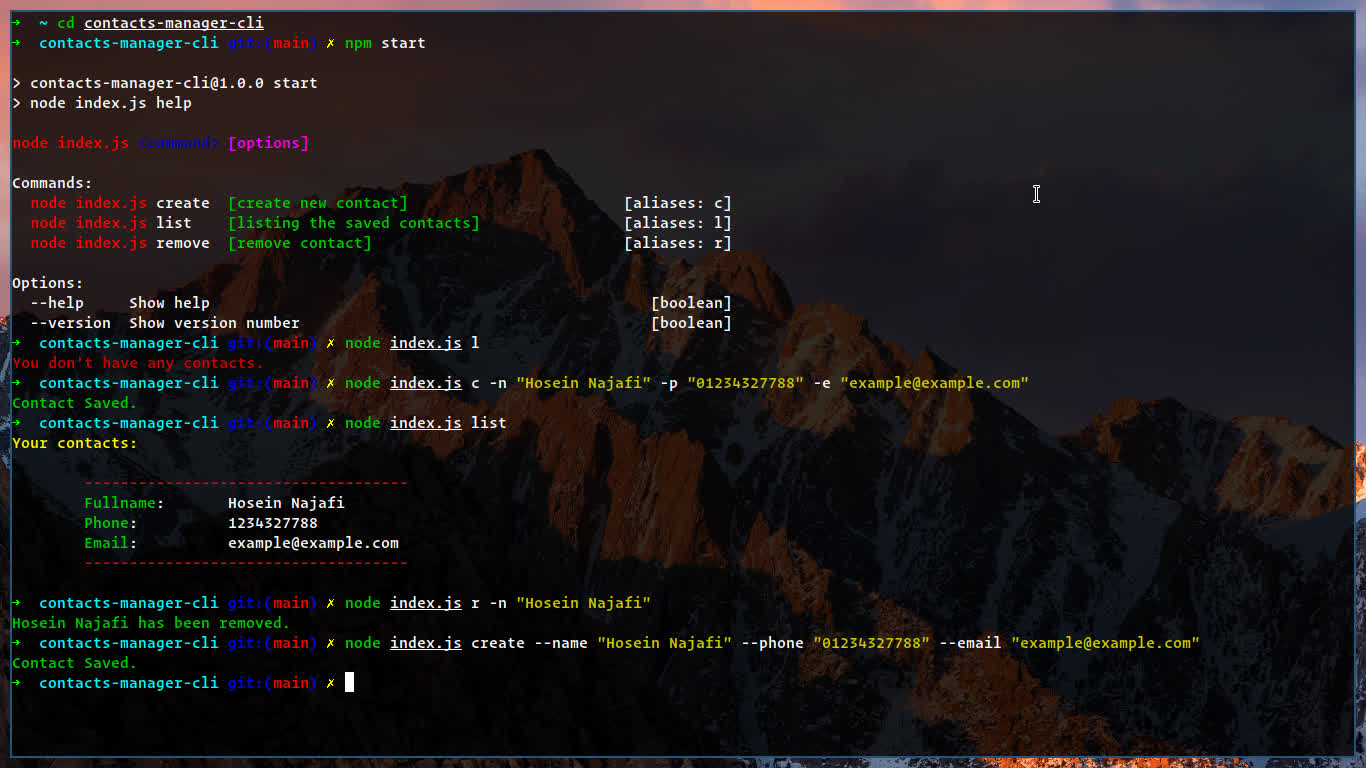 ➜  ~ cd contacts-manager-cli
➜  contacts-manager-cli git:(main) ✗ npm start
> contacts-manager-cli@1.0.0 start
> node index.js help
node index.js <command> [options]
Commands:
  node index.js create  [create new contact]                        [aliases: c]
  node index.js list    [listing the saved contacts]                [aliases: l]
  node index.js remove  [remove contact]                            [aliases: r]
Options:
  --help     Show help                                                 [boolean]
  --version  Show version number                                       [boolean]
➜  contacts-manager-cli git:(main) ✗ node index.js l
You don't have any contacts.
➜  contacts-manager-cli git:(main) ✗ node index.js c -n "Hosein Najafi" -p "01234327788" -e "example@example.com"
Contact Saved.
➜  contacts-manager-cli git:(main) ✗ node index.js list
Your contacts:
------------------------------------
Fullname:       Hosein Najafi
Phone:          1234327788
Email:          example@example.com
------------------------------------
➜  contacts-manager-cli git:(main) ✗ node index.js r -n "Hosein Najafi"
Hosein Najafi has been removed.
➜  contacts-manager-cli git:(main) ✗ node index.js create --name "Hosein Najafi" --phone "01234327788" --email "example@example.com"
Contact Saved.
➜  contacts-manager-cli git:(main) ✗